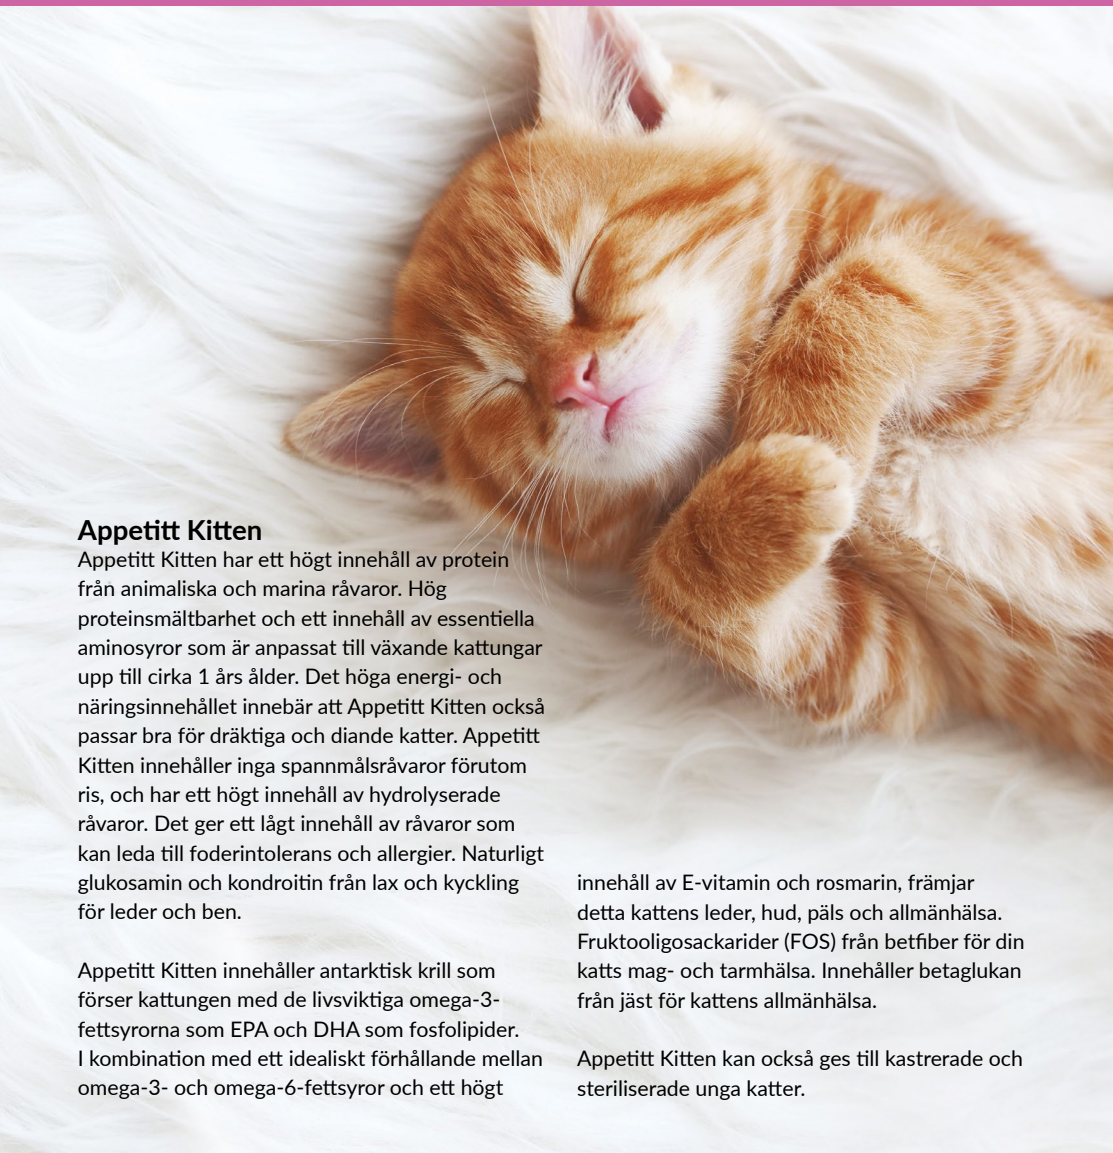 Appetitt Kitten
Appetitt Kitten har ett högt innehåll av protein
från animaliska och marina råvaror. Hög
proteinsmältbarhet och ett innehåll av essentiella
aminosyror som är anpassat till växande kattungar
upp till cirka 1 års ålder. Det höga energi- och
näringsinnehållet innebär att Appetitt Kitten också
passar bra för dräktiga och diande katter. Appetitt
Kitten innehåller inga spannmålsråvaror förutom
ris, och har ett högt innehåll av hydrolyserade
råvaror. Det ger ett lågt innehåll av råvaror som
kan leda till foderintolerans och allergier. Naturligt
glukosamin och kondroitin från lax och kyckling
för leder och ben.
Appetitt Kitten innehåller antarktisk krill som
förser kattungen med de livsviktiga omega-3-
fettsyrorna som EPA och DHA som fosfolipider.
I kombination med ett idealiskt förhållande mellan
omega-3- och omega-6-fettsyror och ett högt
innehåll av E-vitamin och rosmarin, främjar
detta kattens leder, hud, päls och allmänhälsa.
Fruktooligosackarider (FOS) från betfiber för din
katts mag- och tarmhälsa. Innehåller betaglukan
från jäst för kattens allmänhälsa.
Appetitt Kitten kan också ges till kastrerade och
steriliserade unga katter.